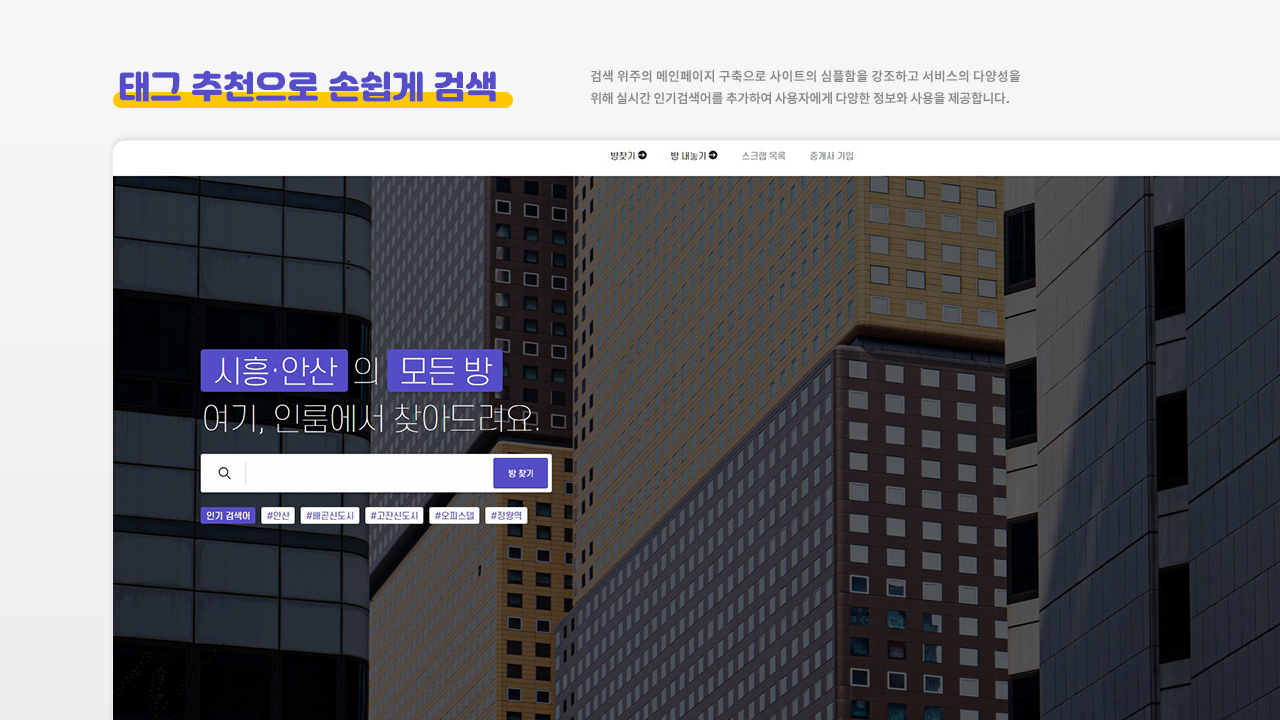 태그 추천으로 손쉽게 검색
검색 위주의 메인페이지 구축으로 사이트의 심플함을 강조하고 서비스의 다양성을
위해 실시간 인기검색어를 추가하여 사용자에게 다양한 정보와 사용을 제공합니다.
방찾기 방 내놓기 스크랩 목록 중개사 가입
시흥·안산 의 모든 방
여기, 인룸에서 찾아드려요.
방 찾기
인기 검색어 #안산 #배곧신도시 #고잔신도시 #오피스텔 #정왕역